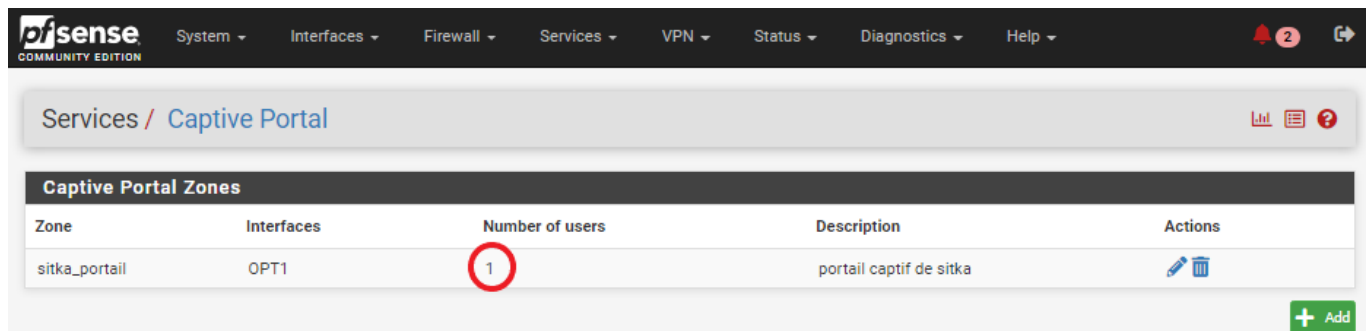 pfsense System Interfaces Firewall Services VPN Status Diagnostics Help 2
COMMUNITY EDITION
Services / Captive Portal
Captive Portal Zones
Zone Interfaces Number of users Description Actions
sitka_portail OPT1 1 portail captif de sitka
Add